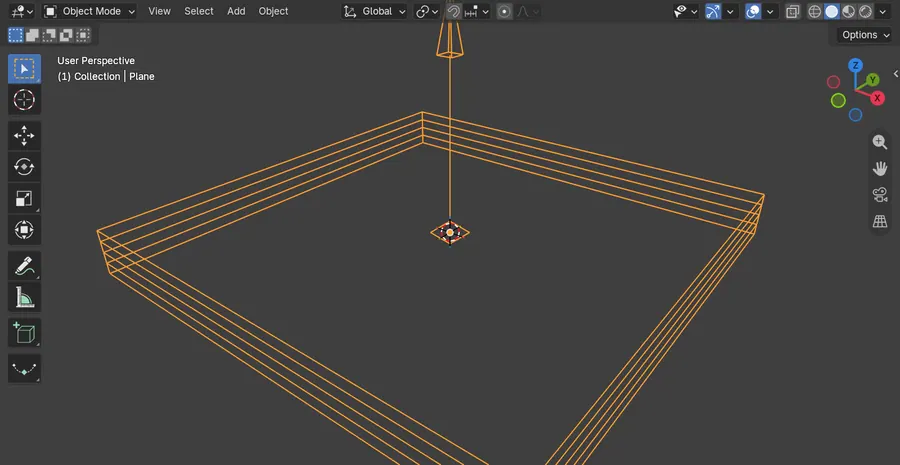 Object Mode View Select Add Object Global
Options
User Perspective
(1) Collection | Plane
Z
Y
X